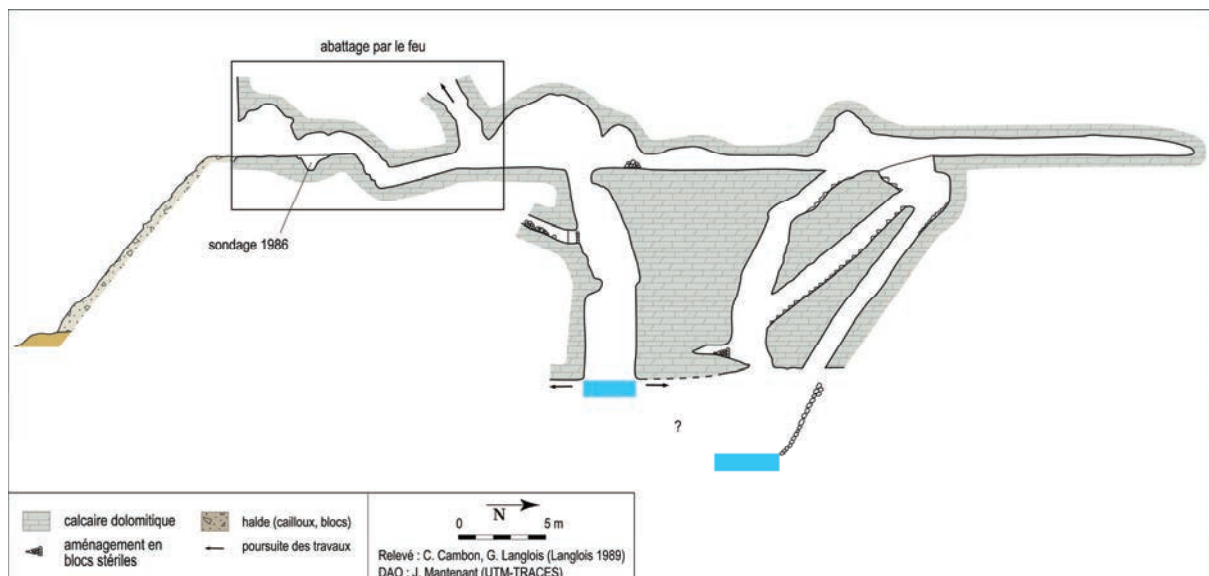 abattage par le feu
sondage 1986
?
calcaire dolomitique
aménagement en
blocs stériles
halde (cailloux, blocs)
poursuite des travaux
N
0 5 m
Relevé : C. Cambon, G. Langlois (Langlois 1989)
DAO : J. Mantenant (UTM-TRACES)